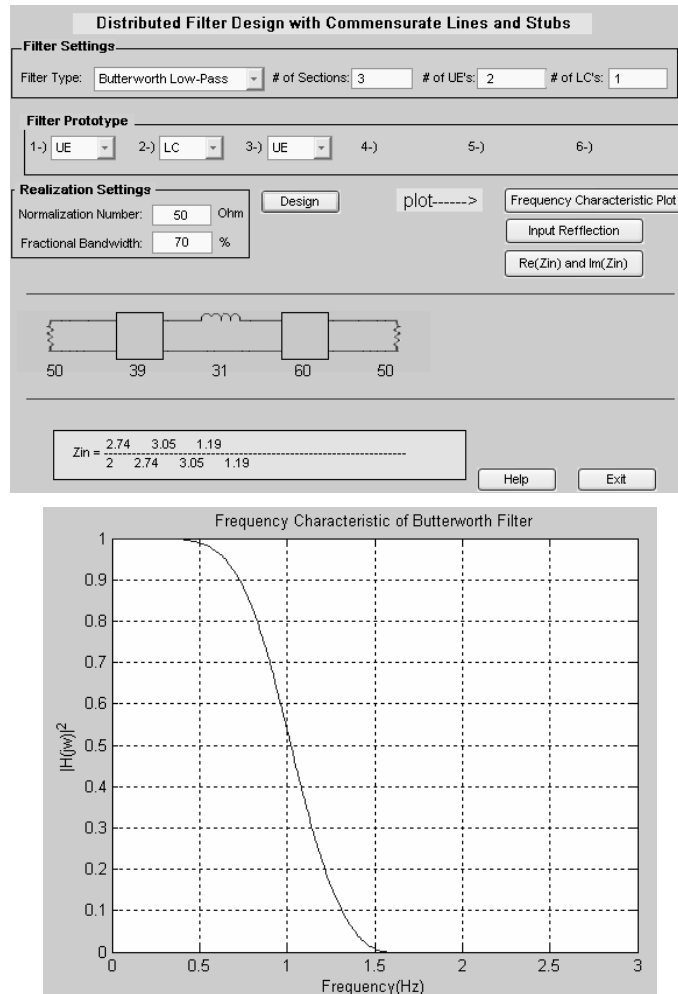 Distributed Filter Design with Commensurate Lines and Stubs
Filter Settings
Filter Type: Butterworth Low-Pass # of Sections: 3 # of UE's: 2 # of LC's: 1
Filter Prototype
1-) UE 2-) LC 3-) UE 4-) 5-) 6-)
Realization Settings
Normalization Number: 50 Ohm
Fractional Bandwidth: 70 %
Design plot------> Frequency Characteristic Plot
Input Refflection
Re(Zin) and Im(Zin)
50 39 31 60 50
2.74 3.05 1.19
Zin = ------------------------------------------------------------
2 2.74 3.05 1.19
Help Exit
Frequency Characteristic of Butterworth Filter
|H(jw)|²
1
0.9
0.8
0.7
0.6
0.5
0.4
0.3
0.2
0.1
0
0 0.5 1 1.5 2 2.5 3
Frequency(Hz)